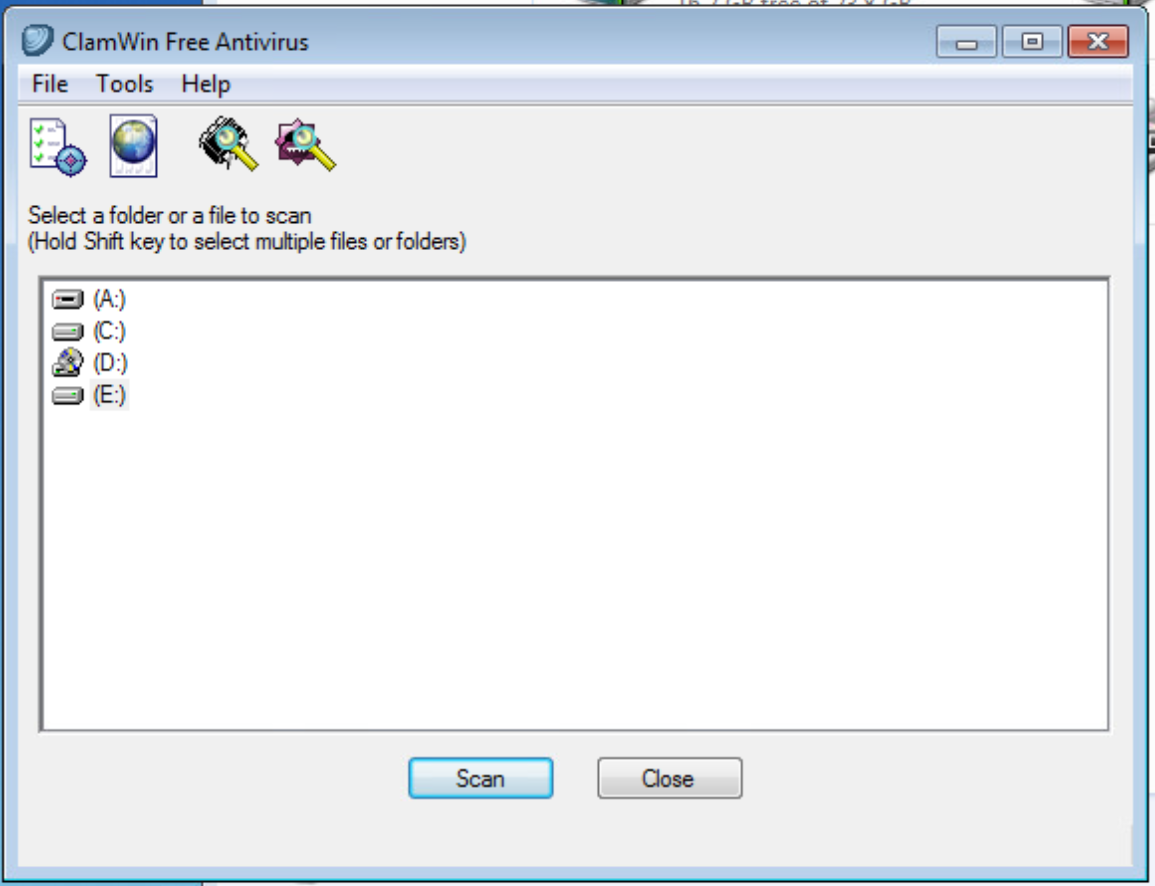 ClamWin Free Antivirus
File Tools Help
Select a folder or a file to scan
(Hold Shift key to select multiple files or folders)
(A:)
(C:)
(D:)
(E:)
Scan Close